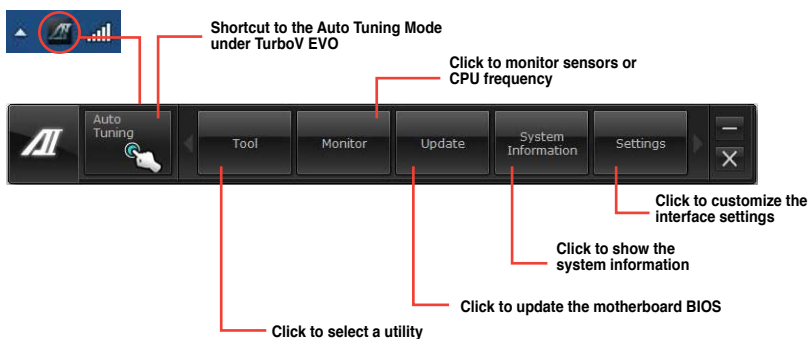 Shortcut to the Auto Tuning Mode
under TurboV EVO
Click to monitor sensors or
CPU frequency
Auto
Tuning
Tool
Monitor
Update
System
Information
Settings
Click to customize the
interface settings
Click to show the
system information
Click to update the motherboard BIOS
Click to select a utility